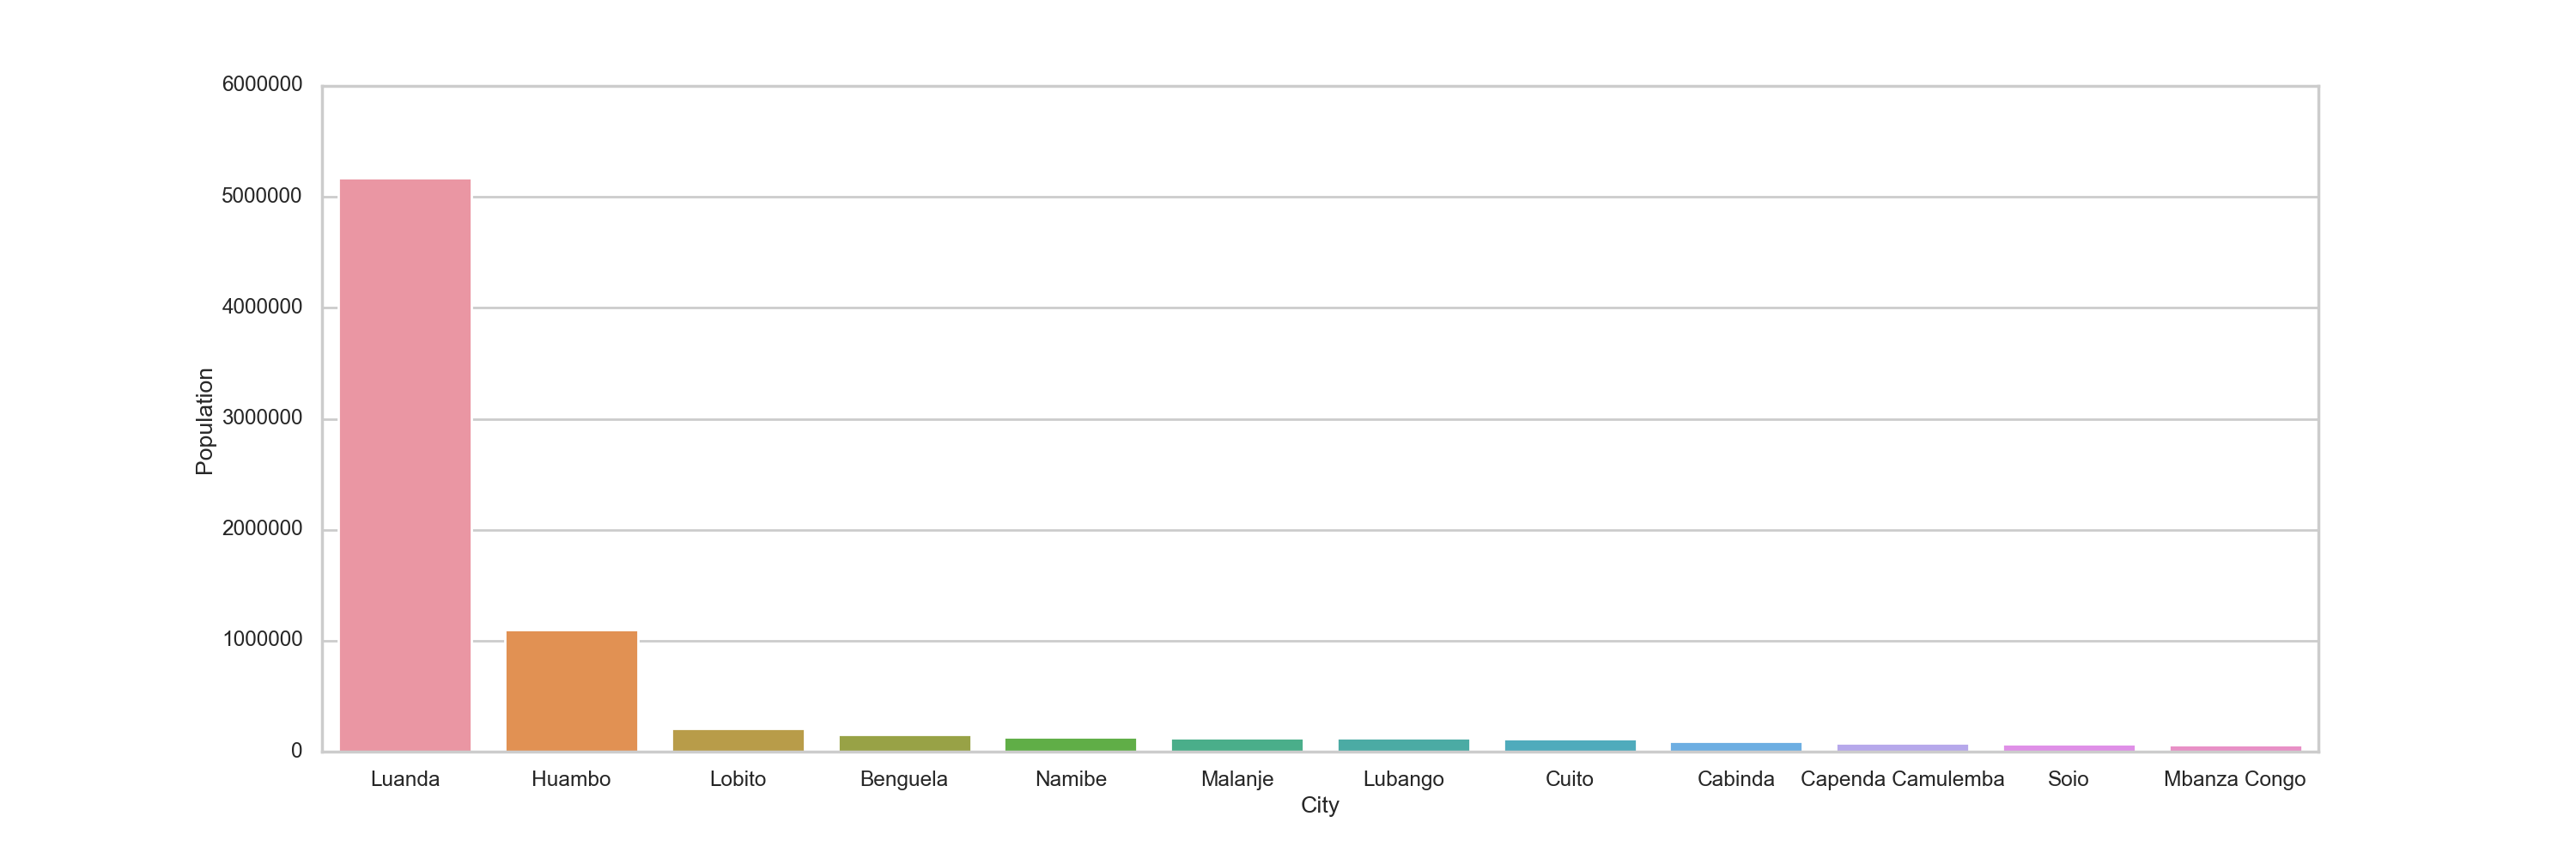 6000000
5000000
4000000
3000000
2000000
1000000
0
Population
Luanda Huambo Lobito Benguela Namibe Malanje Lubango Cuito Cabinda Capenda Camulemba Soio Mbanza Congo
City